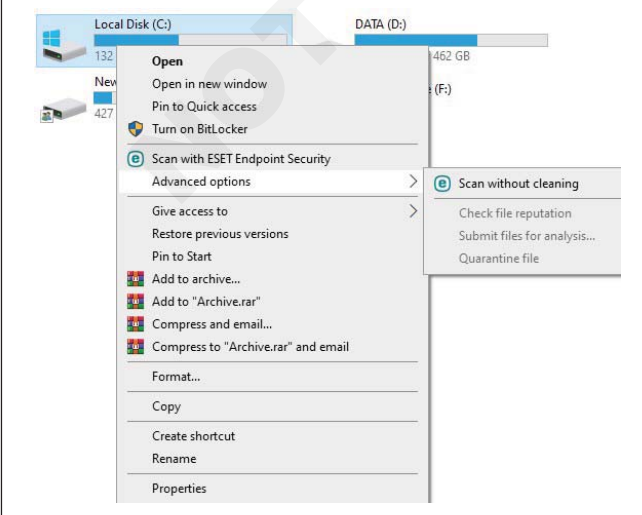 Local Disk (C:)
DATA (D:)
132
462 GB
New
(F:)
427
Open
Open in new window
Pin to Quick access
Turn on BitLocker
Scan with ESET Endpoint Security
Advanced options
Give access to
Restore previous versions
Pin to Start
Add to archive...
Add to "Archive.rar"
Compress and email...
Compress to "Archive.rar" and email
Format...
Copy
Create shortcut
Rename
Properties
Scan without cleaning
Check file reputation
Submit files for analysis...
Quarantine file